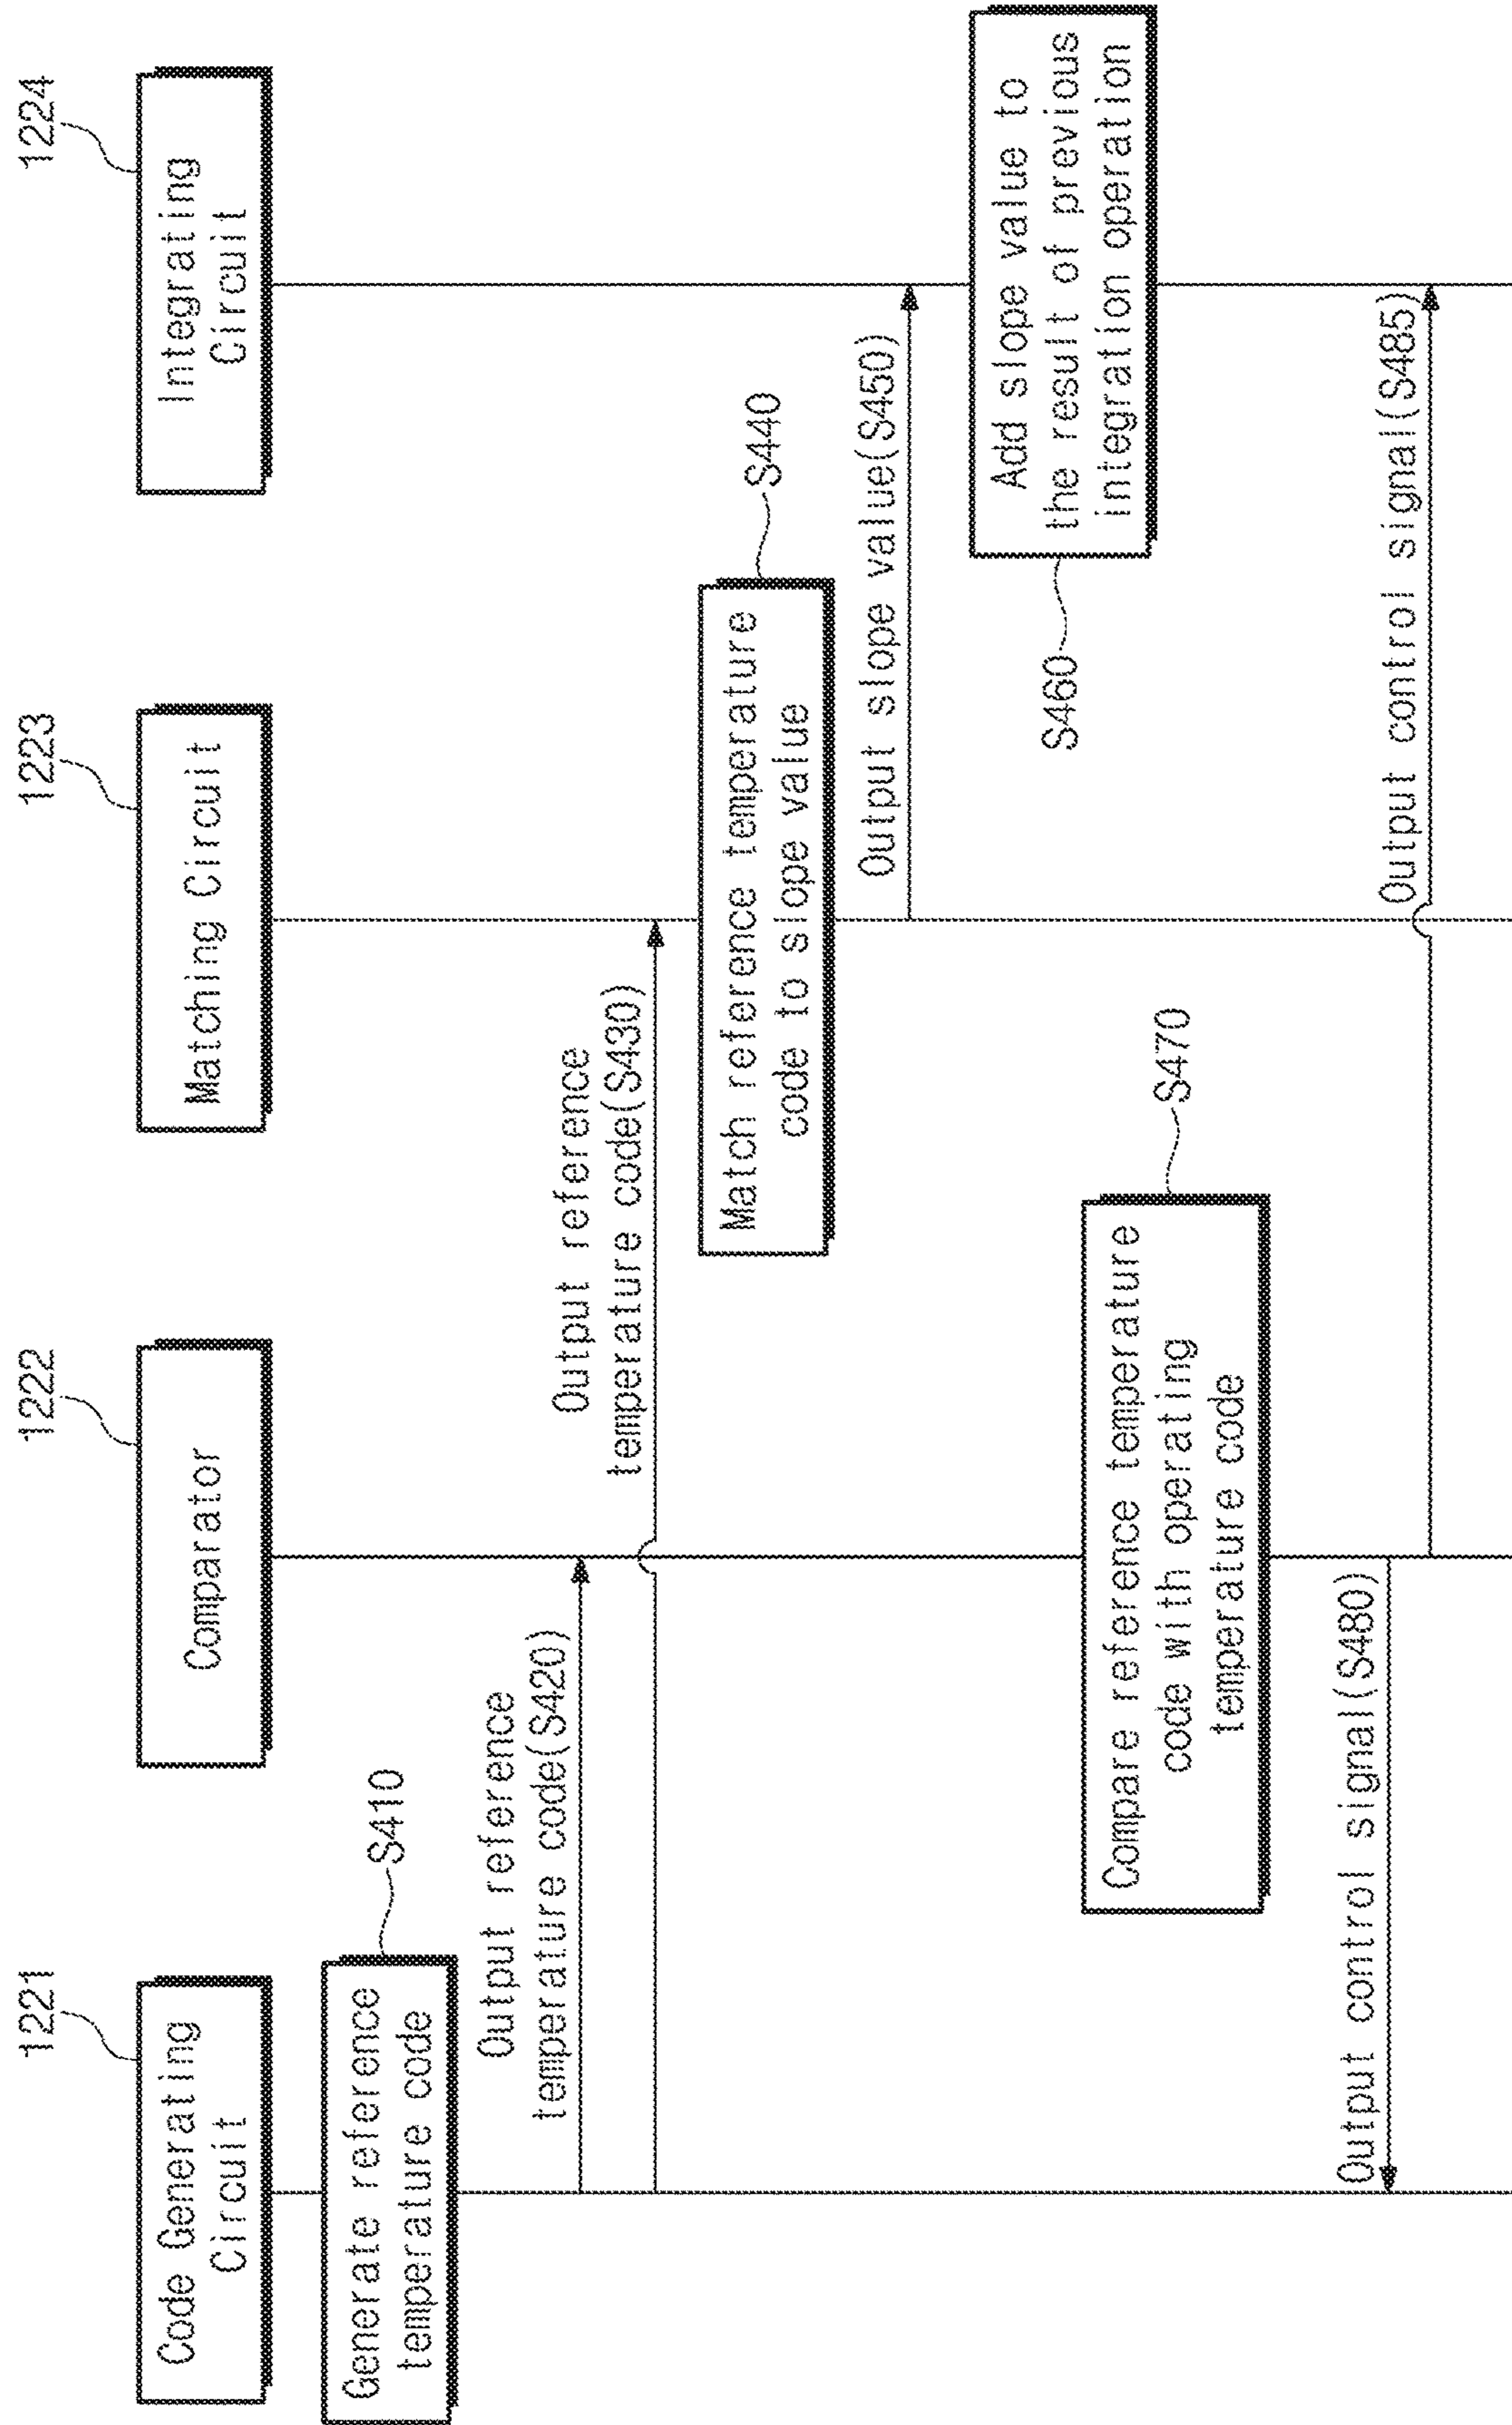 1221
1222
1223
1224
Code Generating
Circuit
Comparator
Matching Circuit
Integrating
Circuit
S410
Generate reference
temperature code
Output reference
temperature code(S420)
Output reference
temperature code(S430)
S440
Match reference temperature
code to slope value
Output slope value(S450)
S460
Add slope value to
the result of previous
integration operation
S470
Compare reference temperature
code with operating
temperature code
Output control signal(S480)
Output control signal(S485)